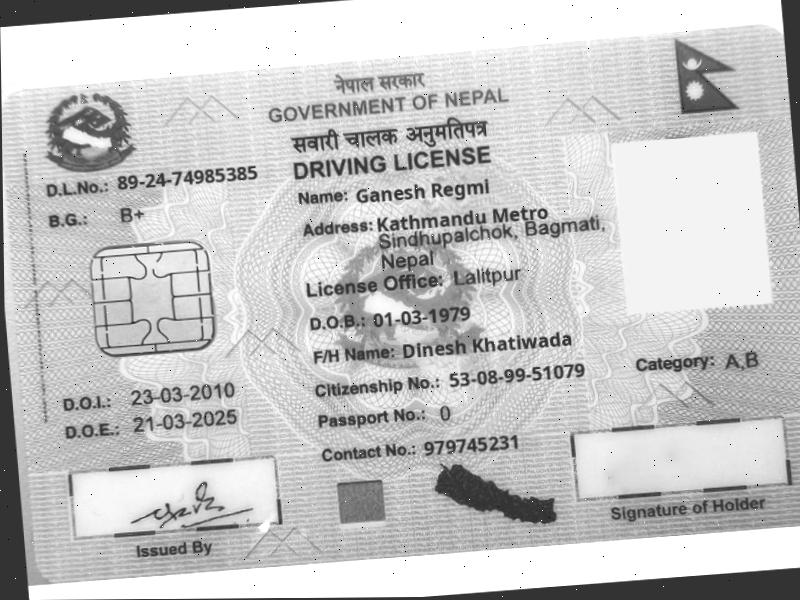 नेपाल सरकार
GOVERNMENT OF NEPAL
सवारी चालक अनुमतिपत्र
DRIVING LICENSE
D.L.No.: 89-24-74985385
B.G.: B+
Name: Ganesh Regmi
Address: Kathmandu Metro
Sindhupalchok, Bagmati,
Nepal
License Office: Lalitpur
D.O.B.: 01-03-1979
F/H Name: Dinesh Khatiwada
Citizenship No.: 53-08-99-51079
Category: A,B
Passport No.: 0
Contact No.: 979745231
D.O.I.: 23-03-2010
D.O.E.: 21-03-2025
Issued By
Signature of Holder